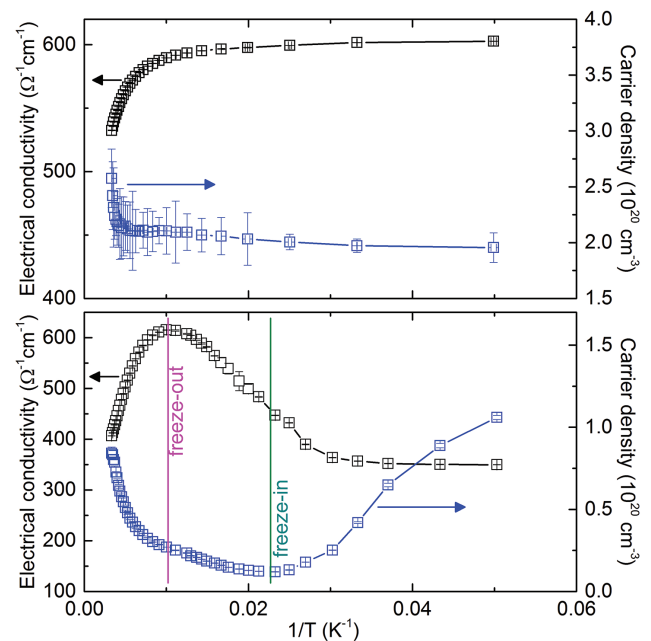 600
500
400
Electrical conductivity (Ω⁻¹cm⁻¹)
4.0
3.5
3.0
2.5
2.0
1.5
Carrier density (10²⁰ cm⁻³)
600
500
400
300
200
100
Electrical conductivity (Ω⁻¹cm⁻¹)
freeze-out
freeze-in
1.5
1.0
0.5
0.0
Carrier density (10²⁰ cm⁻³)
0.00 0.02 0.04 0.06
1/T (K⁻¹)